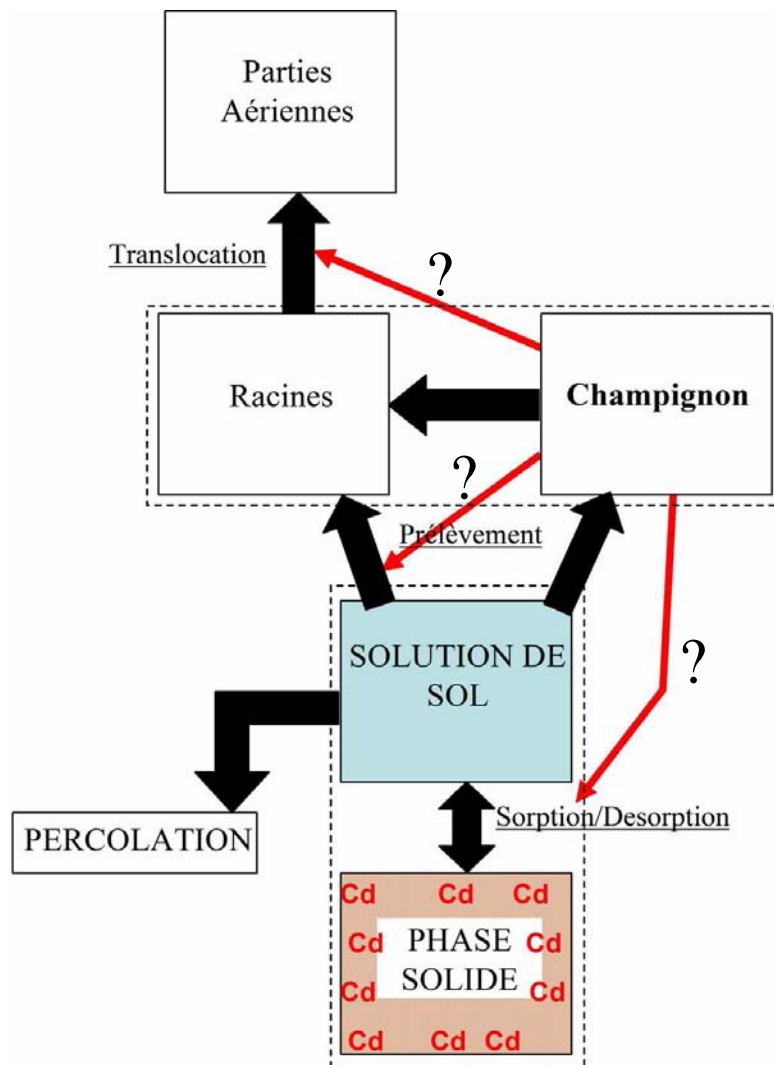 Parties
Aériennes
Translocation
?
Racines
Champignon
?
Prélèvement
SOLUTION DE
SOL
?
PERCOLATION
Sorption/Desorption
Cd Cd Cd
Cd PHASE Cd
SOLIDE
Cd Cd
Cd Cd Cd